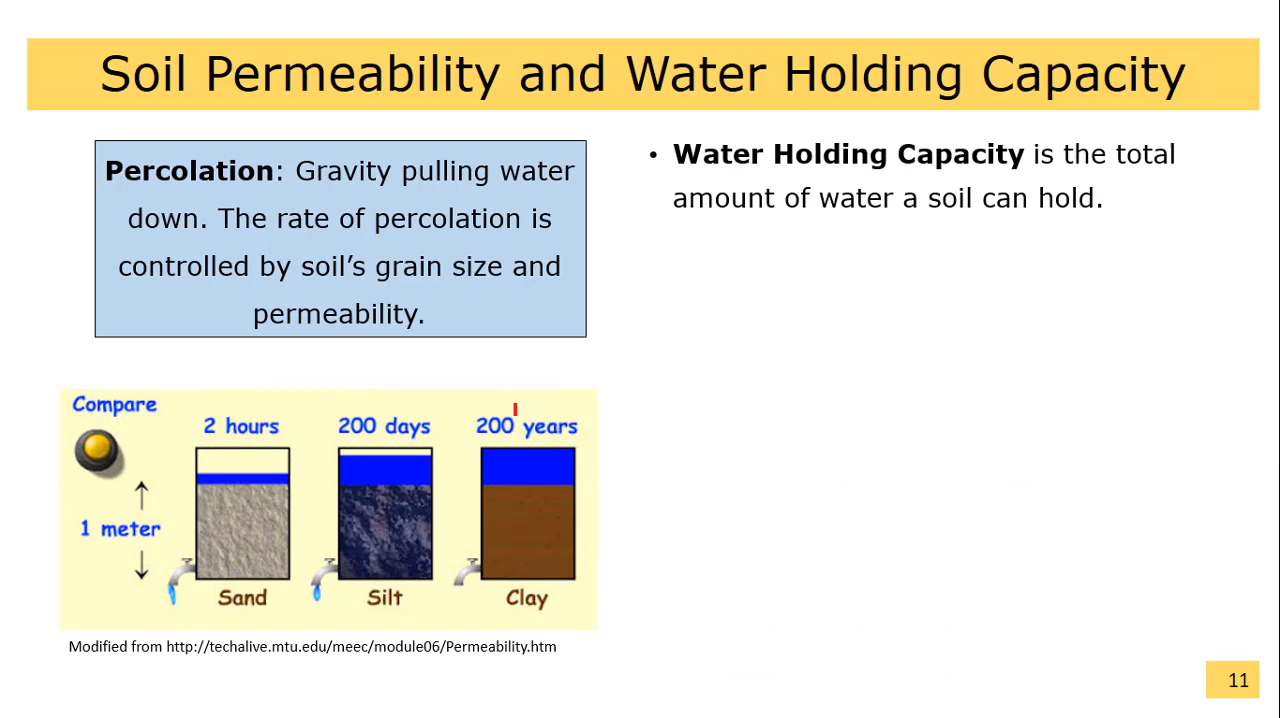 Soil Permeability and Water Holding Capacity
Percolation: Gravity pulling water
down. The rate of percolation is
controlled by soil’s grain size and
permeability.
• Water Holding Capacity is the total
amount of water a soil can hold.
Compare
2 hours
200 days
200 years
1 meter
Sand
Silt
Clay
Modified from http://techalive.mtu.edu/meec/module06/Permeability.htm
11